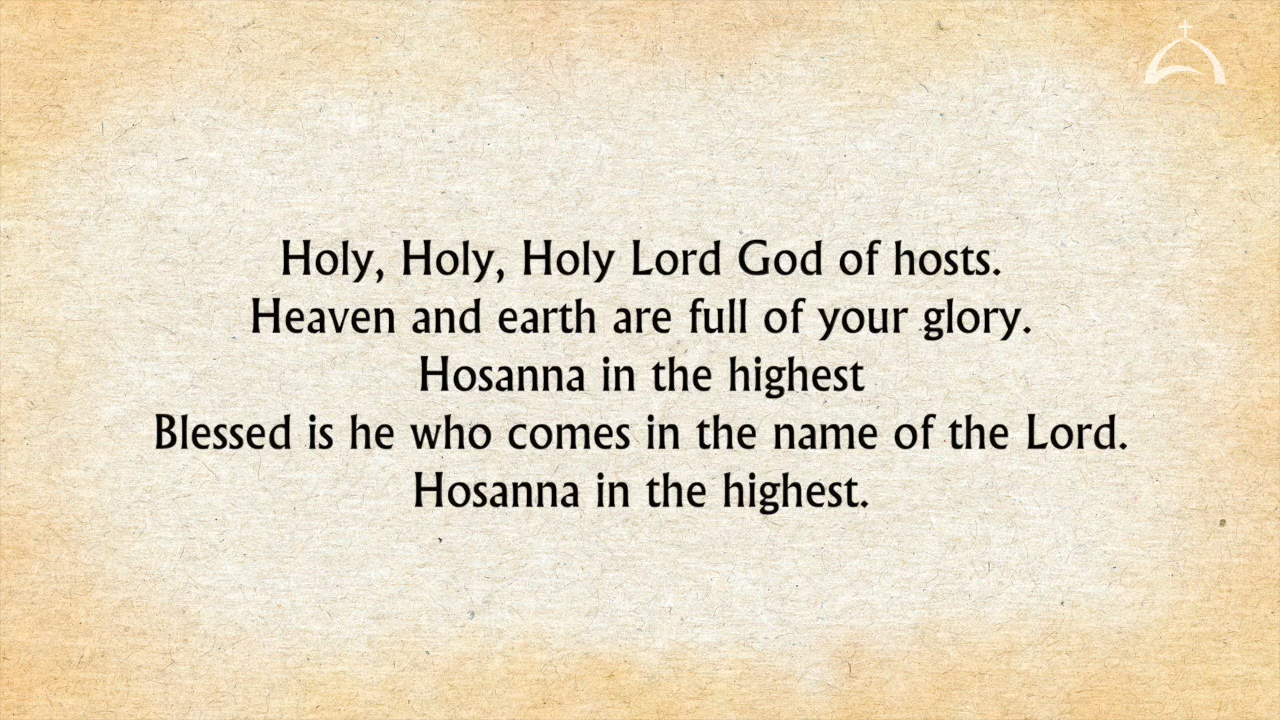 Holy, Holy, Holy Lord God of hosts.
Heaven and earth are full of your glory.
Hosanna in the highest
Blessed is he who comes in the name of the Lord.
Hosanna in the highest.